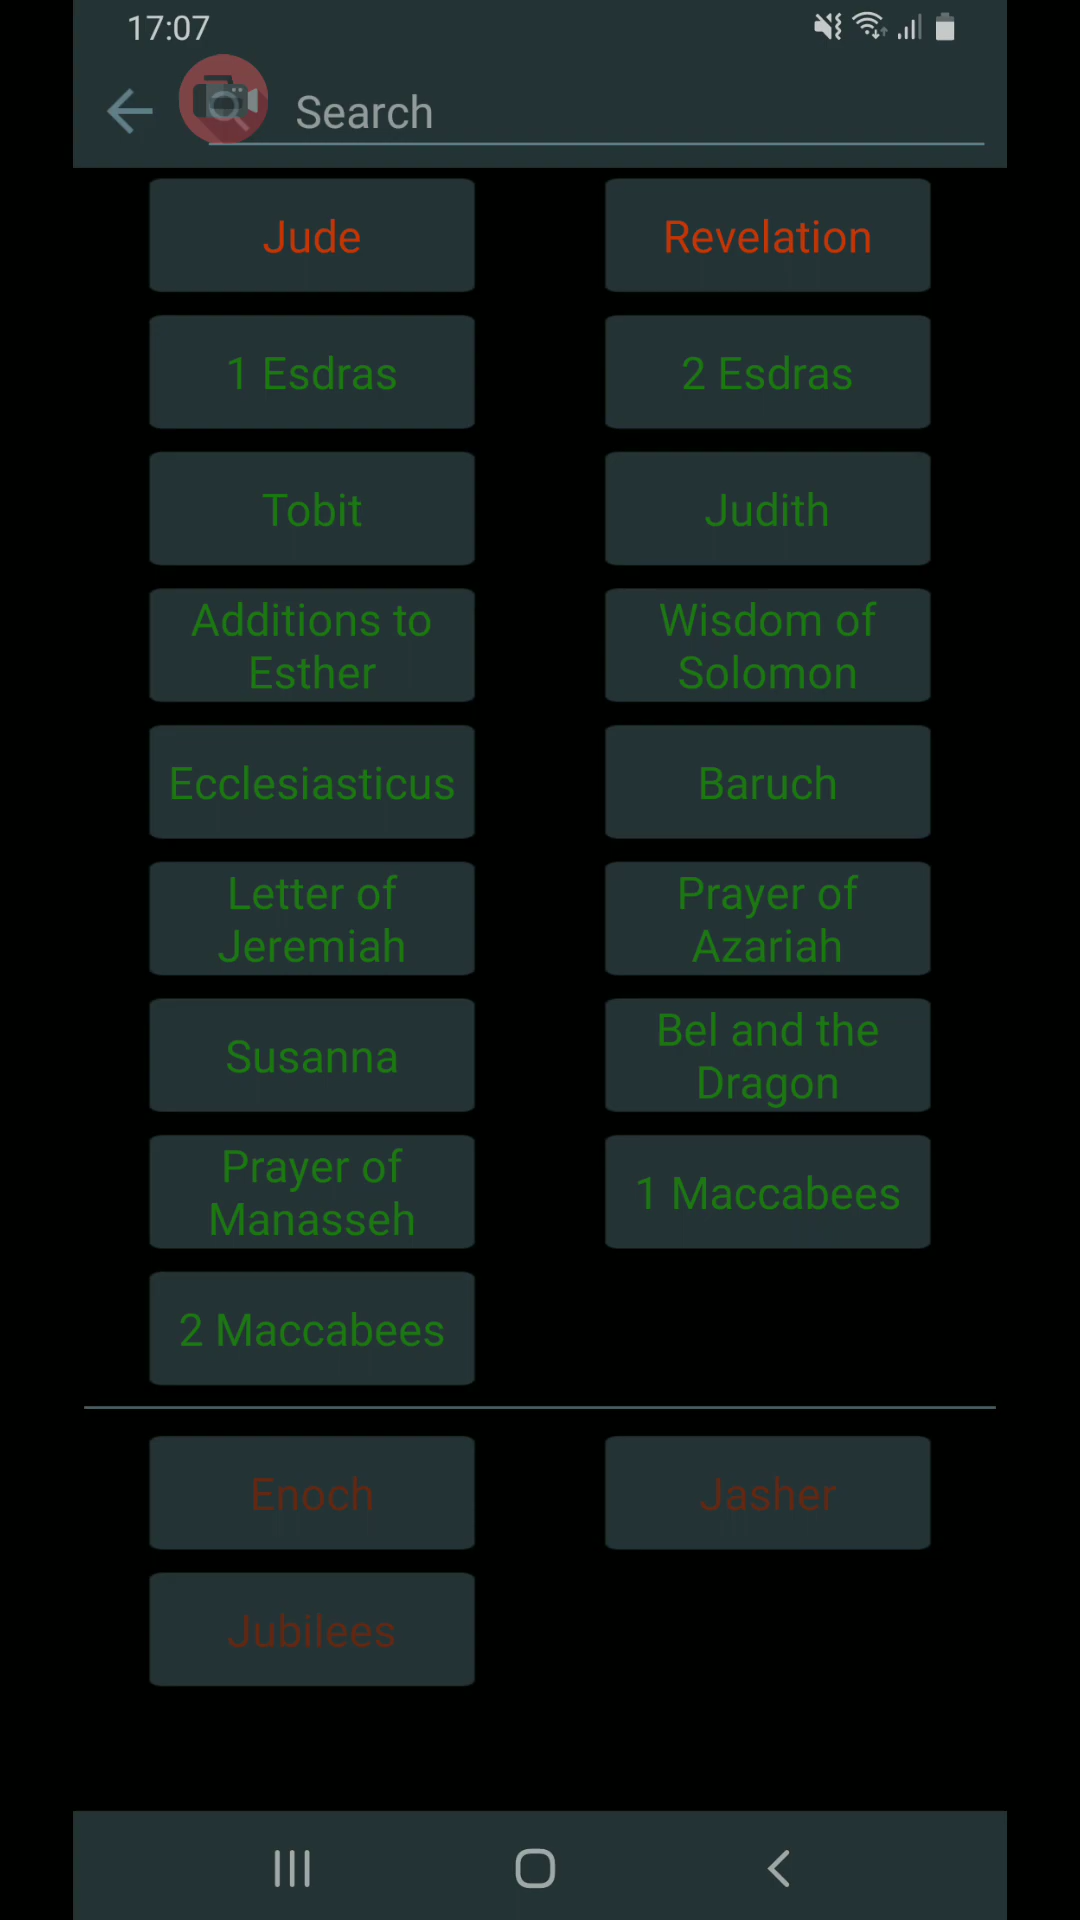 17:07
Search
Jude
Revelation
1 Esdras
2 Esdras
Tobit
Judith
Additions to
Esther
Wisdom of
Solomon
Ecclesiasticus
Baruch
Letter of
Jeremiah
Prayer of
Azariah
Susanna
Bel and the
Dragon
Prayer of
Manasseh
1 Maccabees
2 Maccabees
Enoch
Jasher
Jubilees